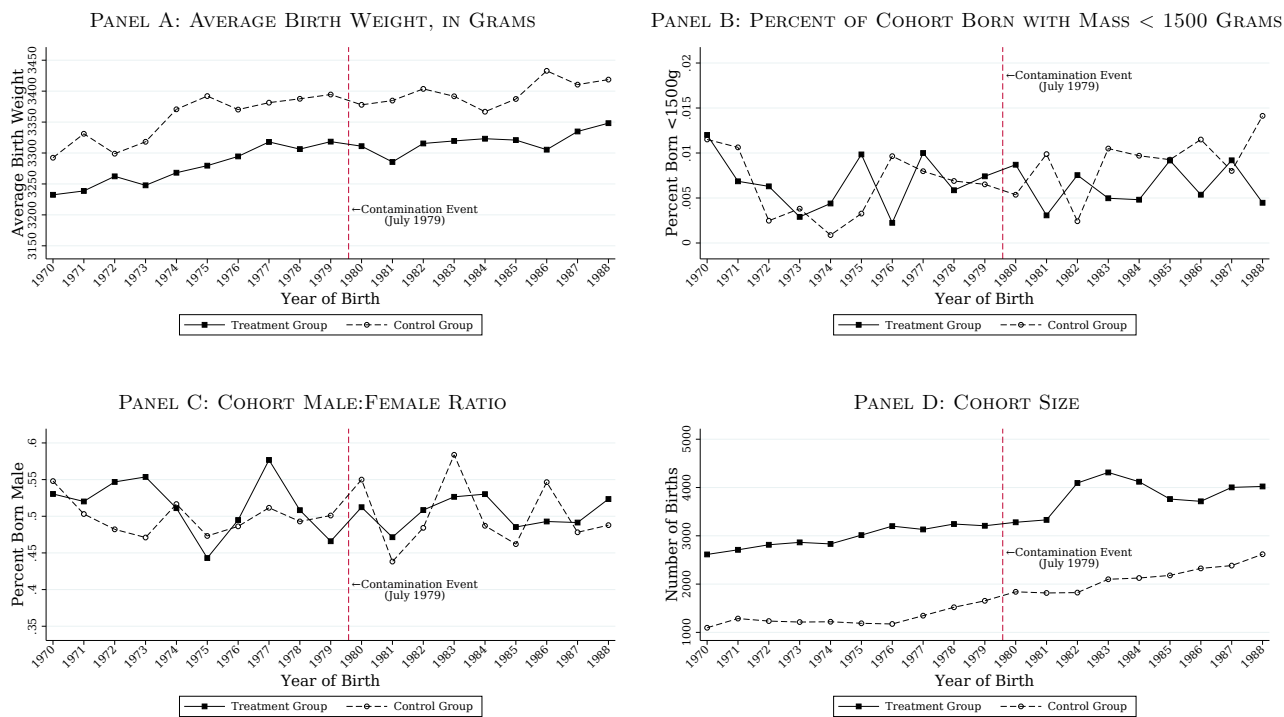 PANEL A: AVERAGE BIRTH WEIGHT, IN GRAMS
Average Birth Weight
3150 3200 3250 3300 3350 3400 3450
←Contamination Event
(July 1979)
1970 1971 1972 1973 1974 1975 1976 1977 1978 1979 1980 1981 1982 1983 1984 1985 1986 1987 1988
Year of Birth
Treatment Group Control Group
PANEL B: PERCENT OF COHORT BORN WITH MASS < 1500 GRAMS
Percent Born <1500g
0 .005 .01 .015 .02
←Contamination Event
(July 1979)
1970 1971 1972 1973 1974 1975 1976 1977 1978 1979 1980 1981 1982 1983 1984 1985 1986 1987 1988
Year of Birth
Treatment Group Control Group
PANEL C: COHORT MALE:FEMALE RATIO
Percent Born Male
.35 .4 .45 .5 .55 .6
←Contamination Event
(July 1979)
1970 1971 1972 1973 1974 1975 1976 1977 1978 1979 1980 1981 1982 1983 1984 1985 1986 1987 1988
Year of Birth
Treatment Group Control Group
PANEL D: COHORT SIZE
Number of Births
1000 2000 3000 4000 5000
←Contamination Event
(July 1979)
1970 1971 1972 1973 1974 1975 1976 1977 1978 1979 1980 1981 1982 1983 1984 1985 1986 1987 1988
Year of Birth
Treatment Group Control Group